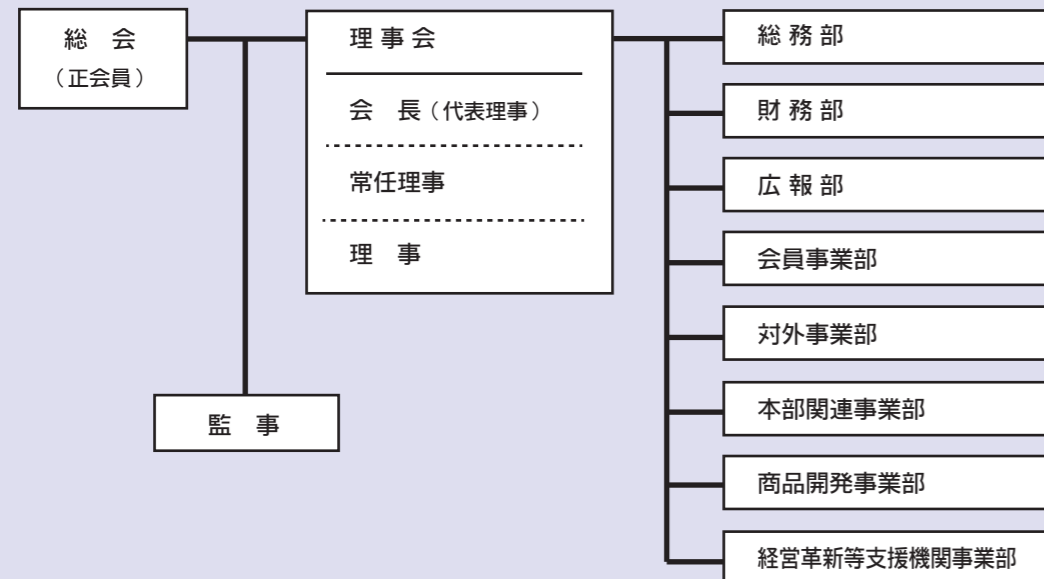 総　会
（正会員）
理 事 会
会　長（代表理事）
常任理事
理　事
監　事
総 務 部
財 務 部
広 報 部
会員事業部
対外事業部
本部関連事業部
商品開発事業部
経営革新等支援機関事業部